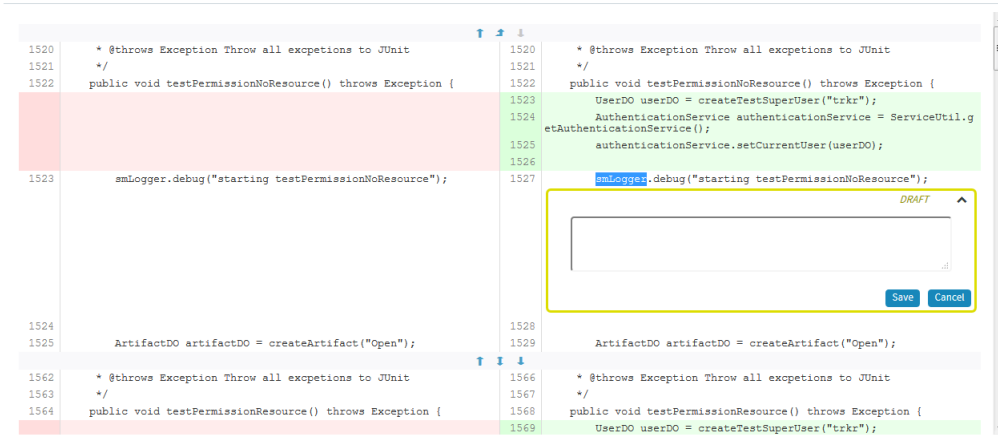 1520 * @throws Exception Throw all excpetions to JUnit 1520 * @throws Exception Throw all excpetions to JUnit
1521 */ 1521 */
1522 public void testPermissionNoResource() throws Exception { 1522 public void testPermissionNoResource() throws Exception {
1523 UserDO userDO = createTestSuperUser("trkr");
1524 AuthenticationService authenticationService = ServiceUtil.g
etAuthenticationService();
1525 authenticationService.setCurrentUser(userDO);
1526
1523 smLogger.debug("starting testPermissionNoResource"); 1527 smLogger.debug("starting testPermissionNoResource");
DRAFT
Save Cancel
1524 1528
1525 ArtifactDO artifactDO = createArtifact("Open"); 1529 ArtifactDO artifactDO = createArtifact("Open");
1562 * @throws Exception Throw all excpetions to JUnit 1566 * @throws Exception Throw all excpetions to JUnit
1563 */ 1567 */
1564 public void testPermissionResource() throws Exception { 1568 public void testPermissionResource() throws Exception {
1569 UserDO userDO = createTestSuperUser("trkr");